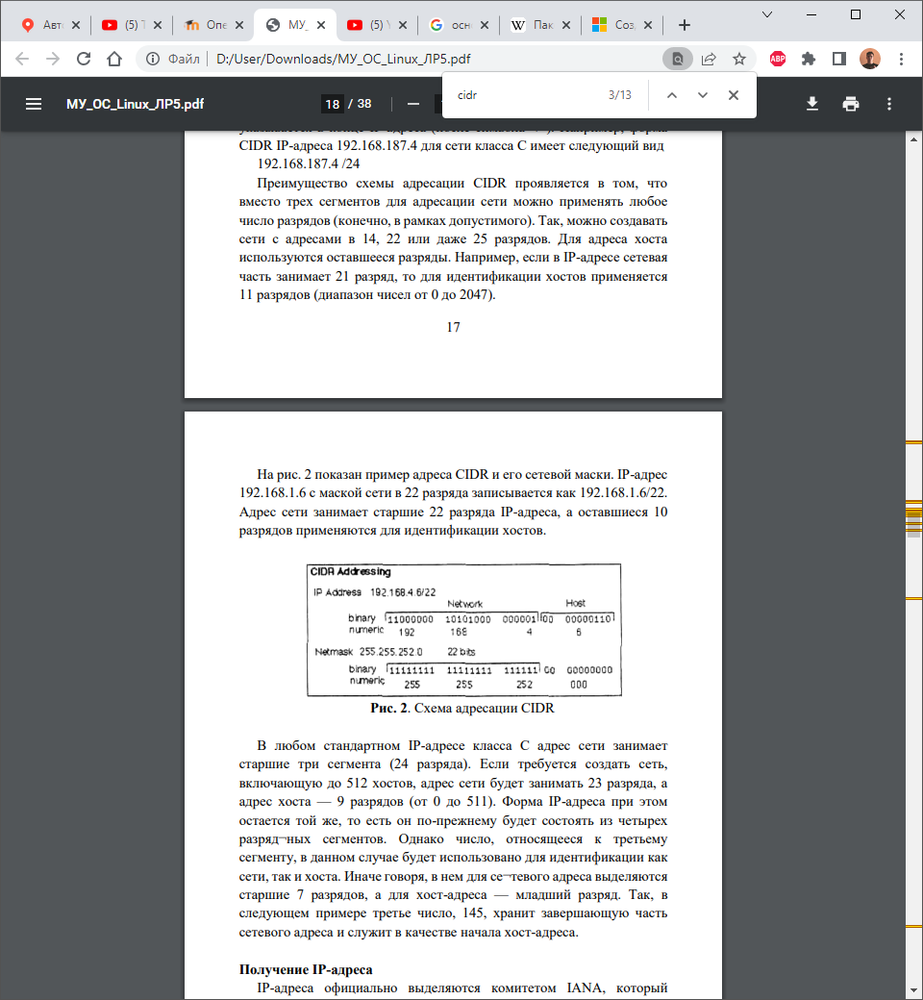 Авто
(5) Т
Опе
МУ_
(5) У
осн
Пак
Соз
Файл
D:/User/Downloads/МУ_ОС_Linux_ЛР5.pdf
ABP
cidr
3/13
МУ_ОС_Linux_ЛР5.pdf
18 / 38
CIDR IP-адреса 192.168.187.4 для сети класса C имеет следующий вид
192.168.187.4 /24
Преимущество схемы адресации CIDR проявляется в том, что
вместо трех сегментов для адресации сети можно применять любое
число разрядов (конечно, в рамках допустимого). Так, можно создавать
сети с адресами в 14, 22 или даже 25 разрядов. Для адреса хоста
используются оставшееся разряды. Например, если в IP-адресе сетевая
часть занимает 21 разряд, то для идентификации хостов применяется
11 разрядов (диапазон чисел от 0 до 2047).
17
На рис. 2 показан пример адреса CIDR и его сетевой маски. IP-адрес
192.168.1.6 с маской сети в 22 разряда записывается как 192.168.1.6/22.
Адрес сети занимает старшие 22 разряда IP-адреса, а оставшиеся 10
разрядов применяются для идентификации хостов.
CIDR Addressing
IP Address 192.168.4.6/22
Network Host
binary 11000000 10101000 000001 00 00000110
numeric 192 168 4 6
Netmask 255.255.252.0 22 bits
binary 11111111 11111111 111111 00 00000000
numeric 255 255 252 000
Рис. 2. Схема адресации CIDR
В любом стандартном IP-адресе класса C адрес сети занимает
старшие три сегмента (24 разряда). Если требуется создать сеть,
включающую до 512 хостов, адрес сети будет занимать 23 разряда, а
адрес хоста — 9 разрядов (от 0 до 511). Форма IP-адреса при этом
остается той же, то есть он по-прежнему будет состоять из четырех
разряд¬ных сегментов. Однако число, относящееся к третьему
сегменту, в данном случае будет использовано для идентификации как
сети, так и хоста. Иначе говоря, в нем для се¬тевого адреса выделяются
старшие 7 разрядов, а для хост-адреса — младший разряд. Так, в
следующем примере третье число, 145, хранит завершающую часть
сетевого адреса и служит в качестве начала хост-адреса.
Получение IP-адреса
IP-адреса официально выделяются комитетом IANA, который